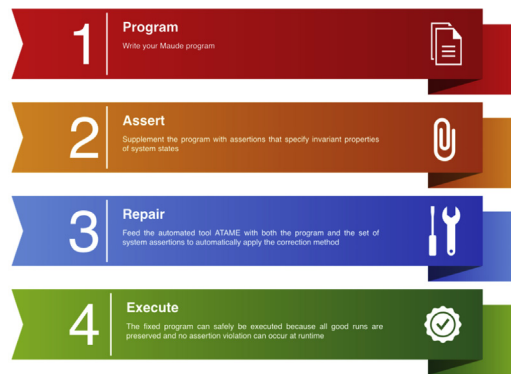 1
Program
Write your Maude program
2
Assert
Supplement the program with assertions that specify invariant properties
of system states
3
Repair
Feed the automated tool ATAME with both the program and the set of
system assertions to automatically apply the correction method
4
Execute
The fixed program can safely be executed because all good runs are
preserved and no assertion violation can occur at runtime